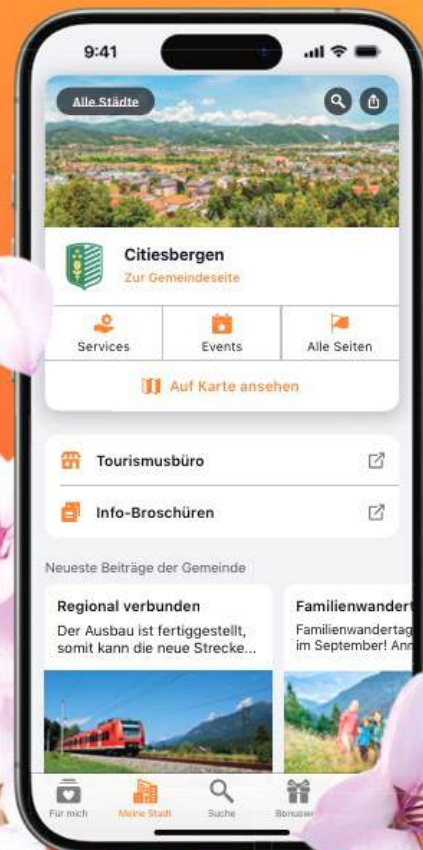 9:41
Alle Städte
Citiesbergen
Zur Gemeindeseite
Services
Events
Alle Seiten
Auf Karte ansehen
Tourismusbüro
Info-Broschüren
Neueste Beiträge der Gemeinde
Regional verbunden
Der Ausbau ist fertiggestellt,
somit kann die neue Strecke...
Familienwandert
Familienwandertag
im September! Anm
Für mich
Meine Stadt
Suche